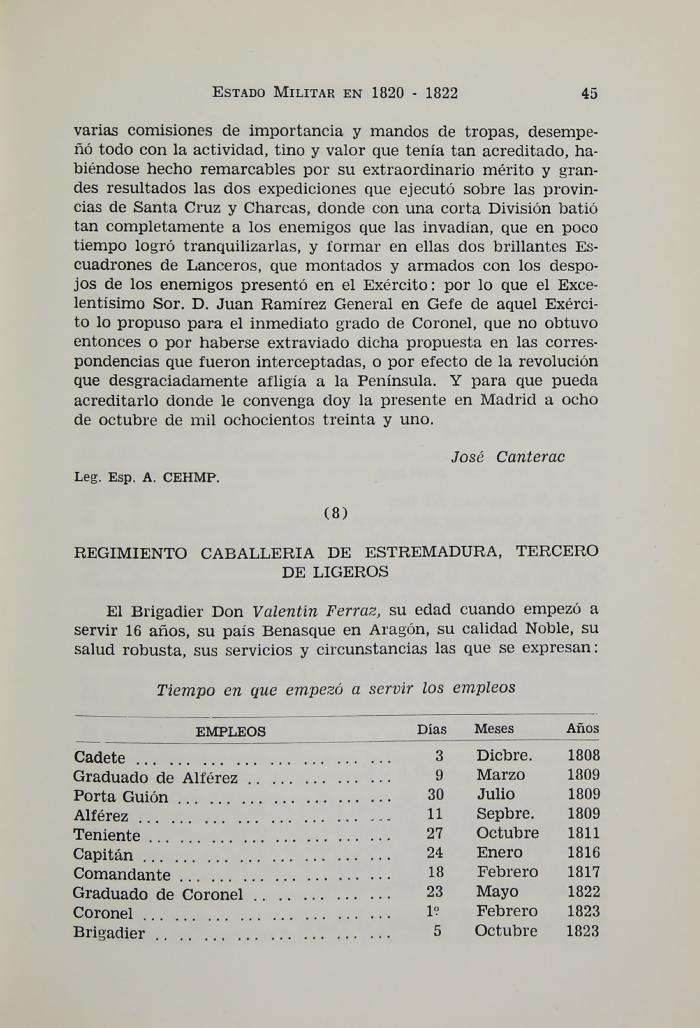 ESTADO MILITAR EN 1820 - 1822 45
varias comisiones de importancia y mandos de tropas, desempe-
ñó todo con la actividad, tino y valor que tenía tan acreditado, ha-
biéndose hecho remarcables por su extraordinario mérito y gran-
des resultados las dos expediciones que ejecutó sobre las provin-
cias de Santa Cruz y Charcas, donde con una corta División batió
tan completamente a los enemigos que las invadían, que en poco
tiempo logró tranquilizarlas, y formar en ellas dos brillantes Es-
cuadrones de Lanceros, que montados y armados con los despo-
jos de los enemigos presentó en el Exército: por lo que el Exce-
lentísimo Sor. D. Juan Ramírez General en Gefe de aquel Exérci-
to lo propuso para el inmediato grado de Coronel, que no obtuvo
entonces o por haberse extraviado dicha propuesta en las corres-
pondencias que fueron interceptadas, o por efecto de la revolución
que desgraciadamente afligía a la Península. Y para que pueda
acreditarlo donde le convenga doy la presente en Madrid a ocho
de octubre de mil ochocientos treinta y uno.
José Canterac
Leg. Esp. A. CEHMP.
(8)
REGIMIENTO CABALLERIA DE ESTREMADURA, TERCERO
DE LIGEROS
El Brigadier Don Valentín Ferraz, su edad cuando empezó a
servir 16 años, su país Benasque en Aragón, su calidad Noble, su
salud robusta, sus servicios y circunstancias las que se expresan:
Tiempo en que empezó a servir los empleos
EMPLEOS Días Meses Años
Cadete ... ... ... ... ... ... ... ... ... ... 3 Dicbre. 1808
Graduado de Alférez .. ... ... ... ... ... 9 Marzo 1809
Porta Guión ... ... ... ... ... ... ... ... 30 Julio 1809
Alférez ... ... ... ... ... ... ... ... ... ... 11 Sepbre. 1809
Teniente ... ... ... ... ... ... ... ... ... 27 Octubre 1811
Capitán ... ... ... ... ... ... ... ... ... ... 24 Enero 1816
Comandante ... ... ... ... ... ... ... ... 18 Febrero 1817
Graduado de Coronel .. ... ... ... ... ... 23 Mayo 1822
Coronel ... ... ... ... ... ... ... ... ... ... 1º Febrero 1823
Brigadier .. .. ... ... ... ... ... ... ... 5 Octubre 1823